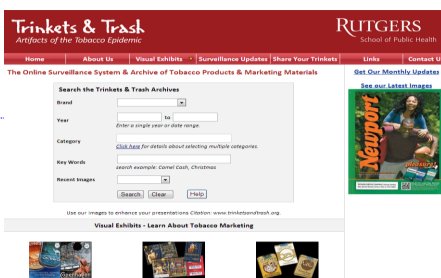 Trinkets & Trash
Artifacts of the Tobacco Epidemic
RUTGERS
School of Public Health
Home About Us Visual Exhibits Surveillance Updates Share Your Trinkets Links Contact U
The Online Surveillance System & Archive of Tobacco Products & Marketing Materials
Get Our Monthly Updates
See our Latest Images
Search the Trinkets & Trash Archives
Brand
Year to
Enter a single year or date range.
Category
Click here for details about selecting multiple categories.
Key Words
search example: Camel Cash, Christmas
Recent Images
Search Clear Help
Newport
pleasure!
Use our images to enhance your presentations Citation: www.trinketsandtrash.org.
Visual Exhibits - Learn About Tobacco Marketing
Copenhagen